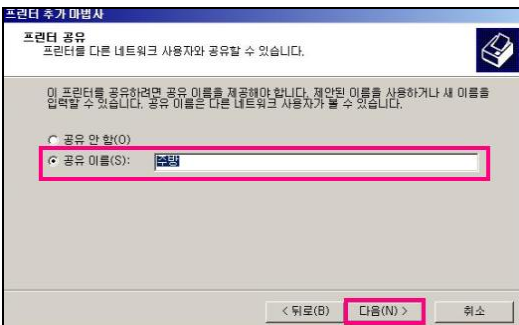 프린터 추가 마법사
프린터 공유
프린터를 다른 네트워크 사용자와 공유할 수 있습니다.
이 프린터를 공유하려면 공유 이름을 제공해야 합니다. 제안된 이름을 사용하거나 새 이름을
입력할 수 있습니다. 공유 이름은 다른 네트워크 사용자가 볼 수 있습니다.
공유 안 함(O)
공유 이름(S): 주방
< 뒤로(B) 다음(N) > 취소